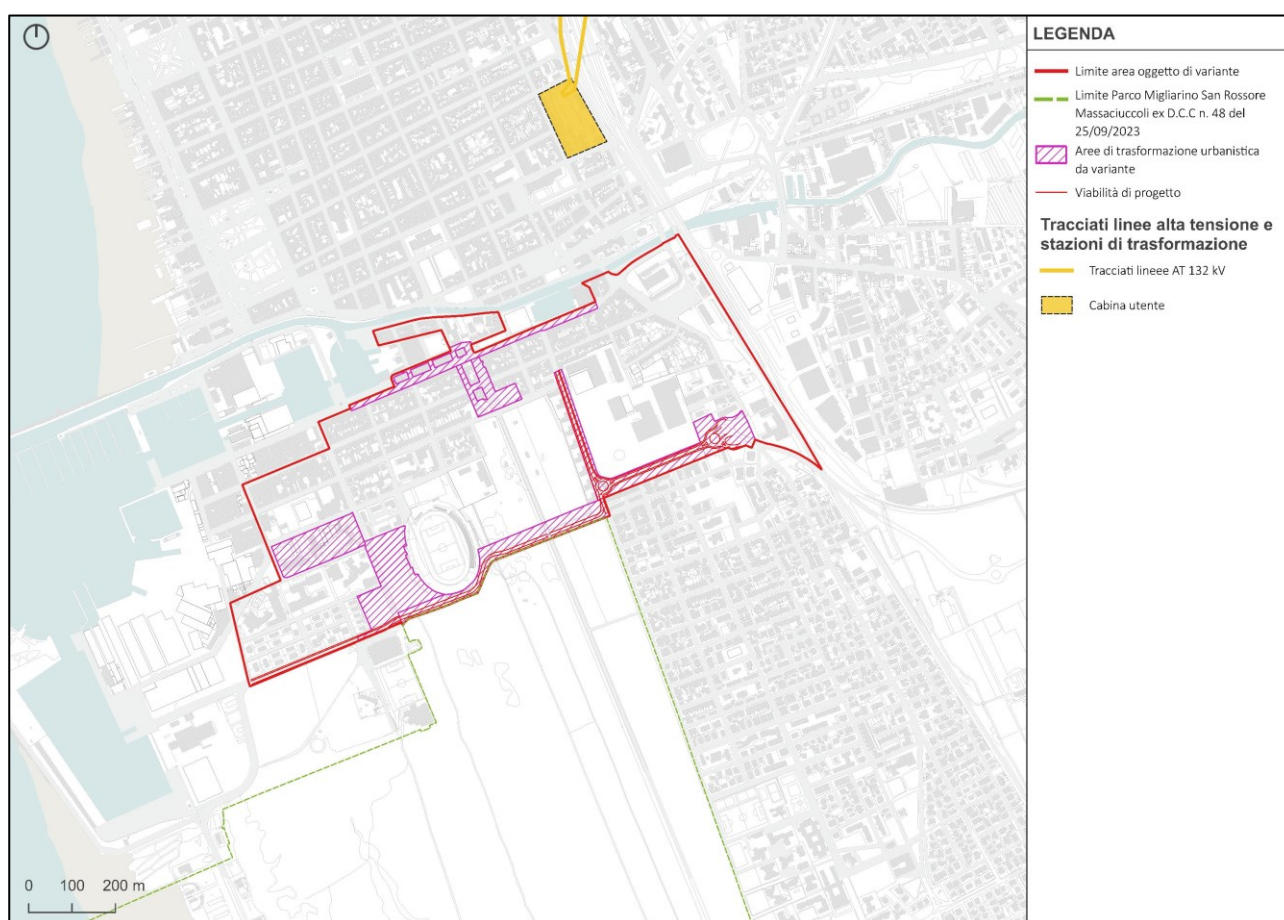 LEGENDA
Limite area oggetto di variante
Limite Parco Migliarino San Rossore
Massaciuccoli ex D.C.C n. 48 del
25/09/2023
Aree di trasformazione urbanistica
da variante
Viabilità di progetto
Tracciati linee alta tensione e
stazioni di trasformazione
Tracciati lineee AT 132 kV
Cabina utente
0 100 200 m